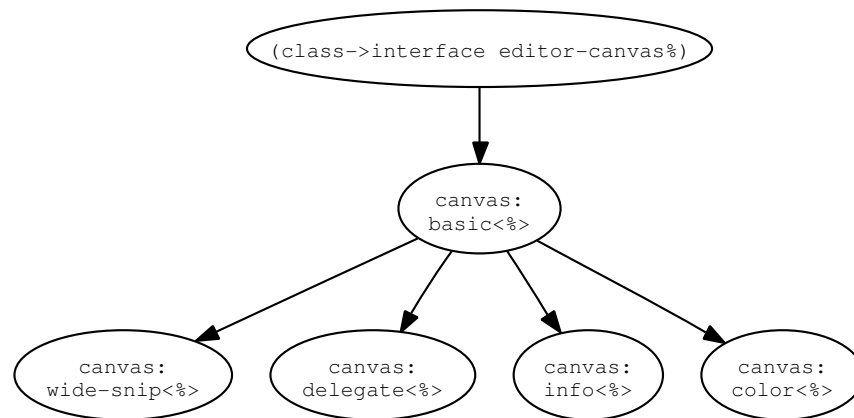 (class->interface editor-canvas%)
canvas:
basic<%>
canvas:
wide-snip<%>
canvas:
delegate<%>
canvas:
info<%>
canvas:
color<%>